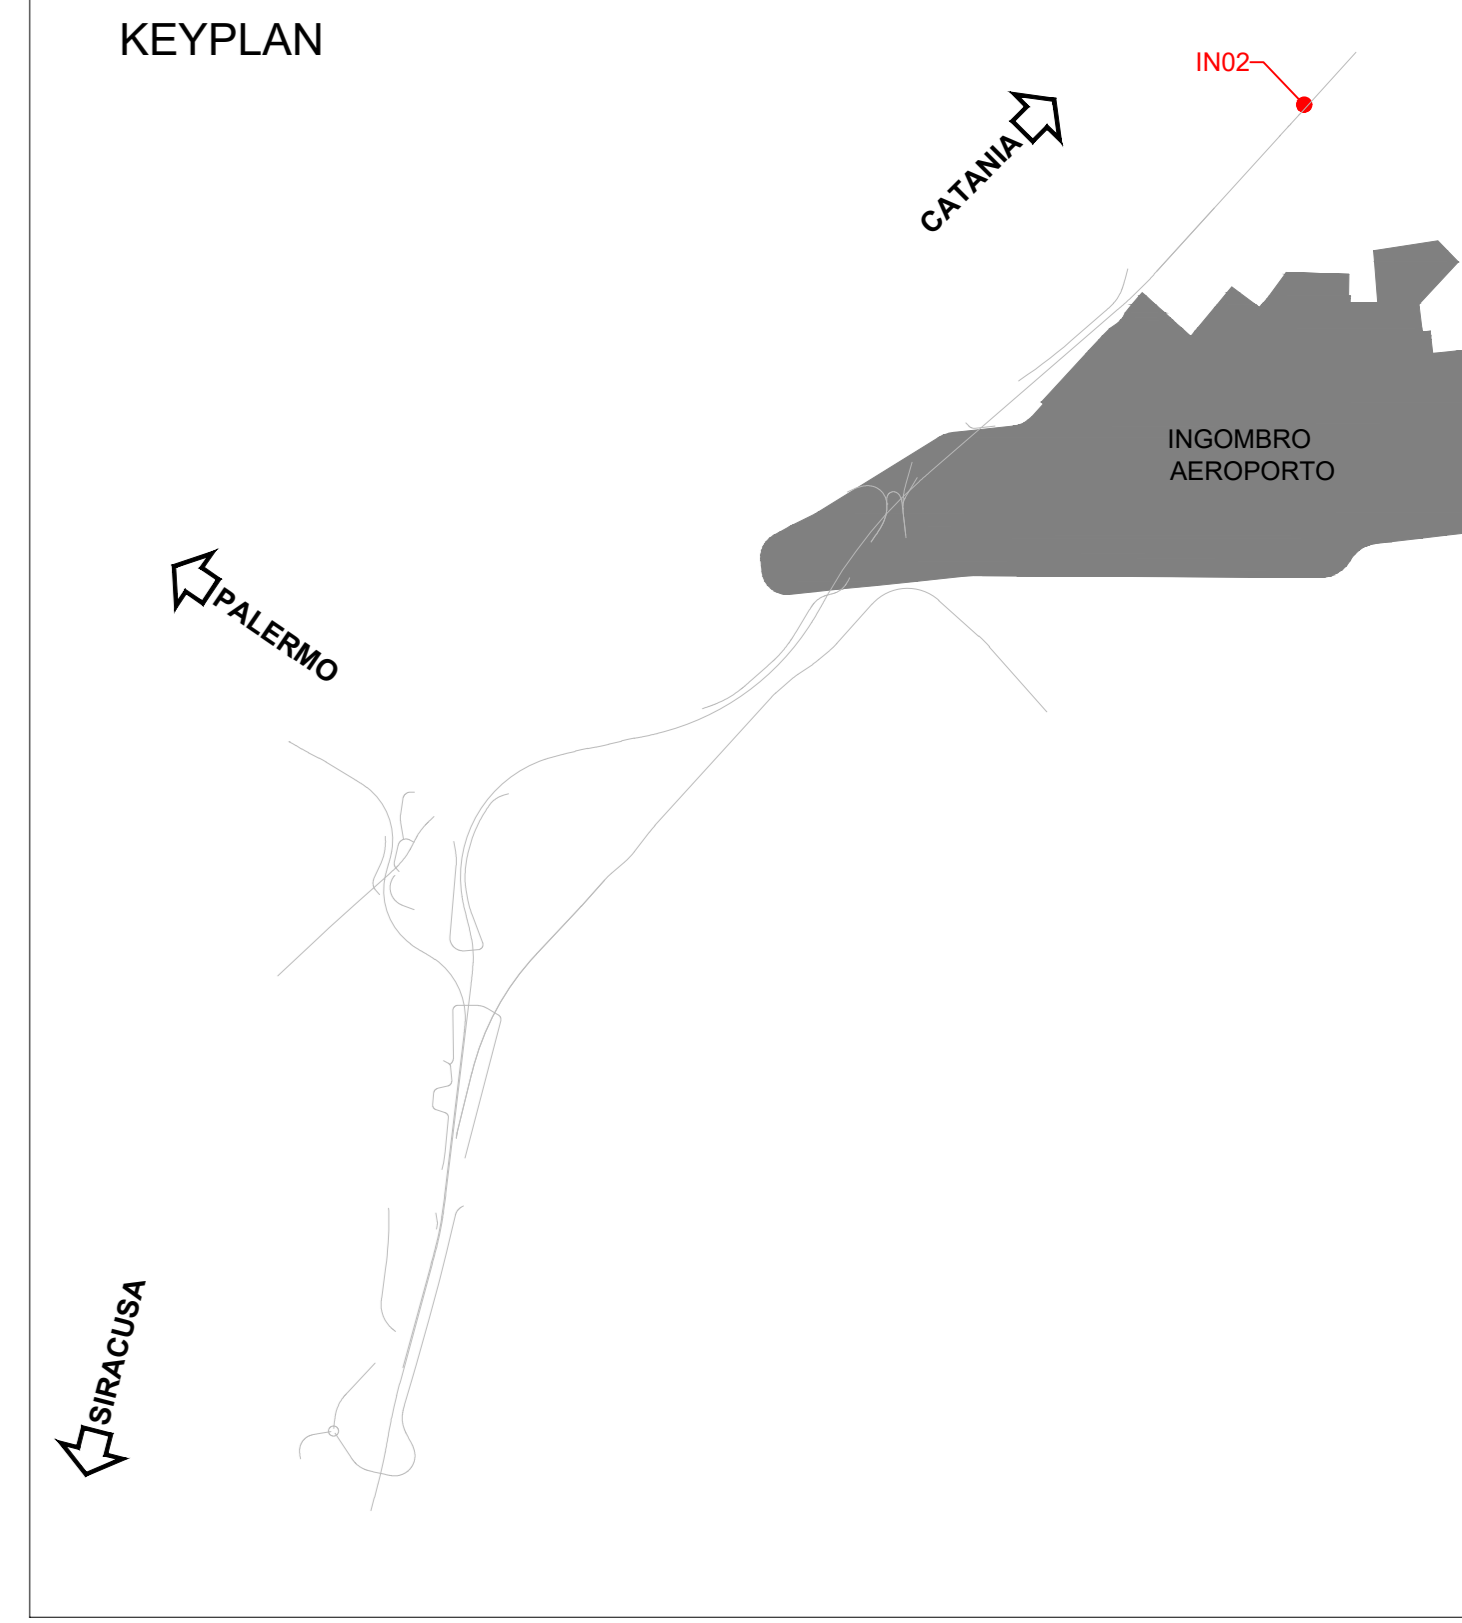 KEYPLAN
IN02
CATANIA
INGOMBRO
AEROPORTO
PALERMO
SIRACUSA